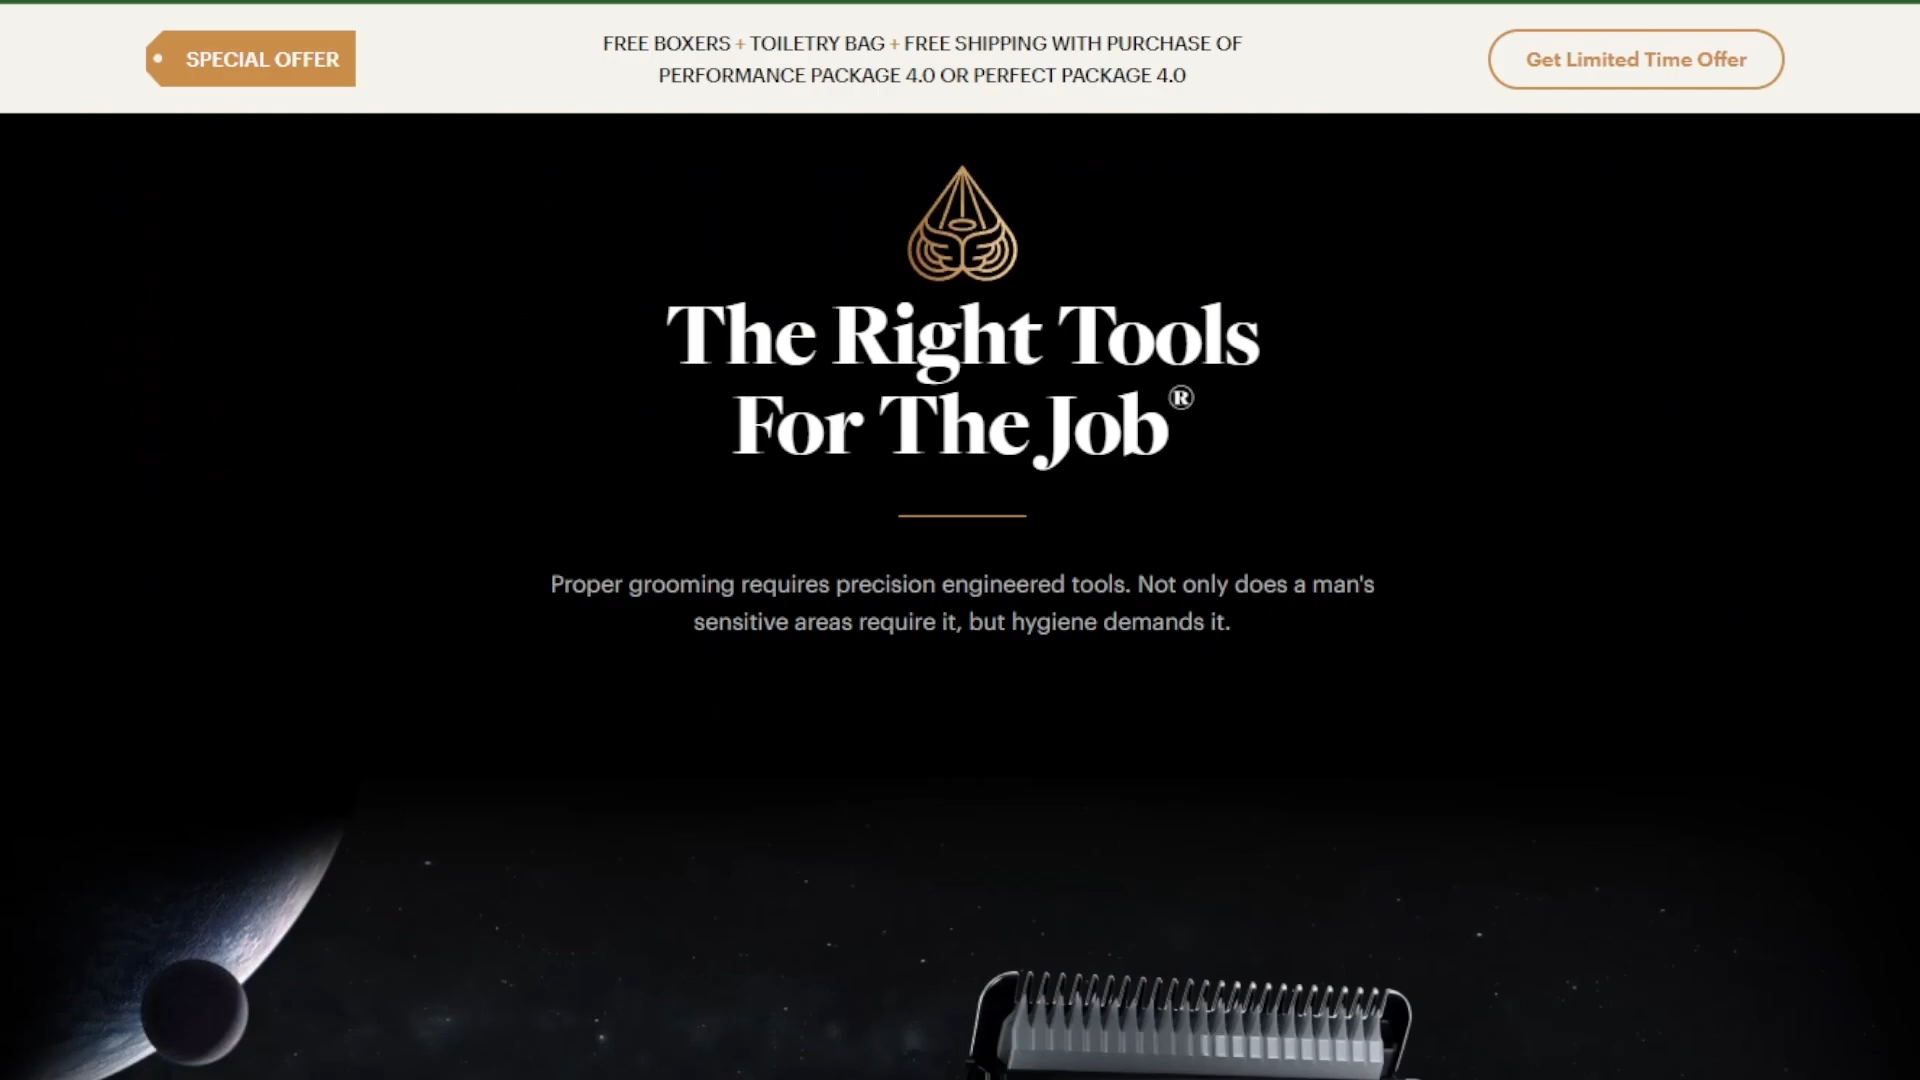 SPECIAL OFFER
FREE BOXERS + TOILETRY BAG + FREE SHIPPING WITH PURCHASE OF
PERFORMANCE PACKAGE 4.0 OR PERFECT PACKAGE 4.0
Get Limited Time Offer
The Right Tools
For The Job®
Proper grooming requires precision engineered tools. Not only does a man's
sensitive areas require it, but hygiene demands it.